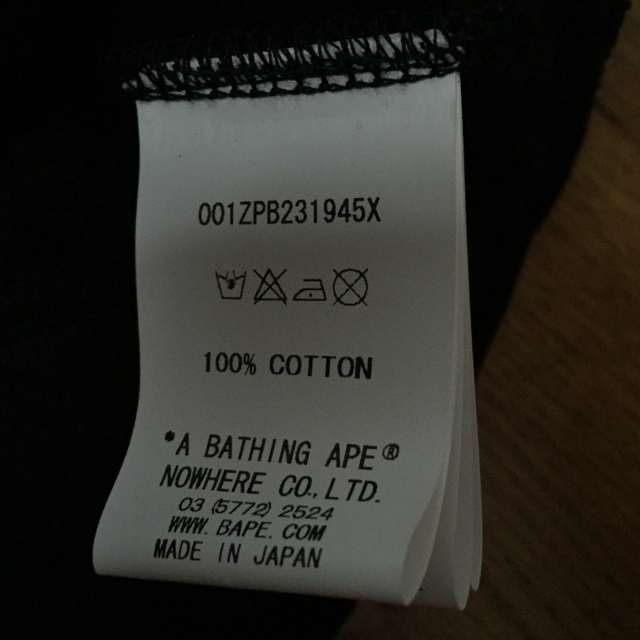 001ZPB231945X
100% COTTON
*A BATHING APE®
NOWHERE CO.,LTD.
03 (5772) 2524
WWW. BAPE. COM
MADE IN JAPAN